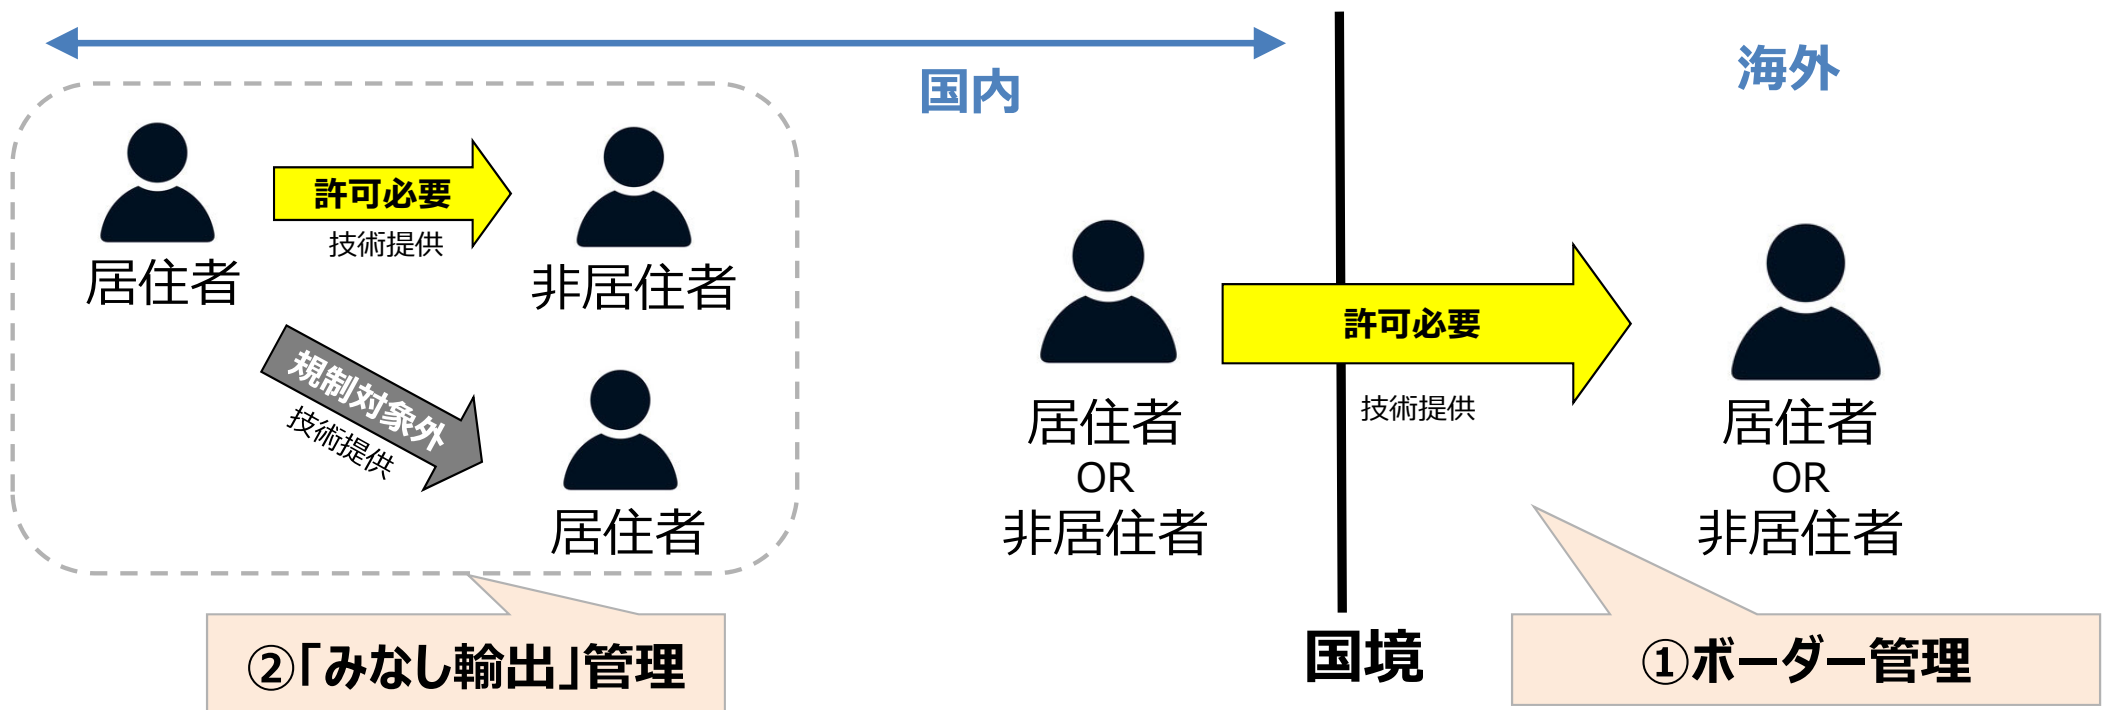 国内
海外
許可必要
技術提供
居住者
非居住者
規制対象外
技術提供
居住者
②「みなし輸出」管理
許可必要
技術提供
居住者
OR
非居住者
居住者
OR
非居住者
国境
①ボーダー管理